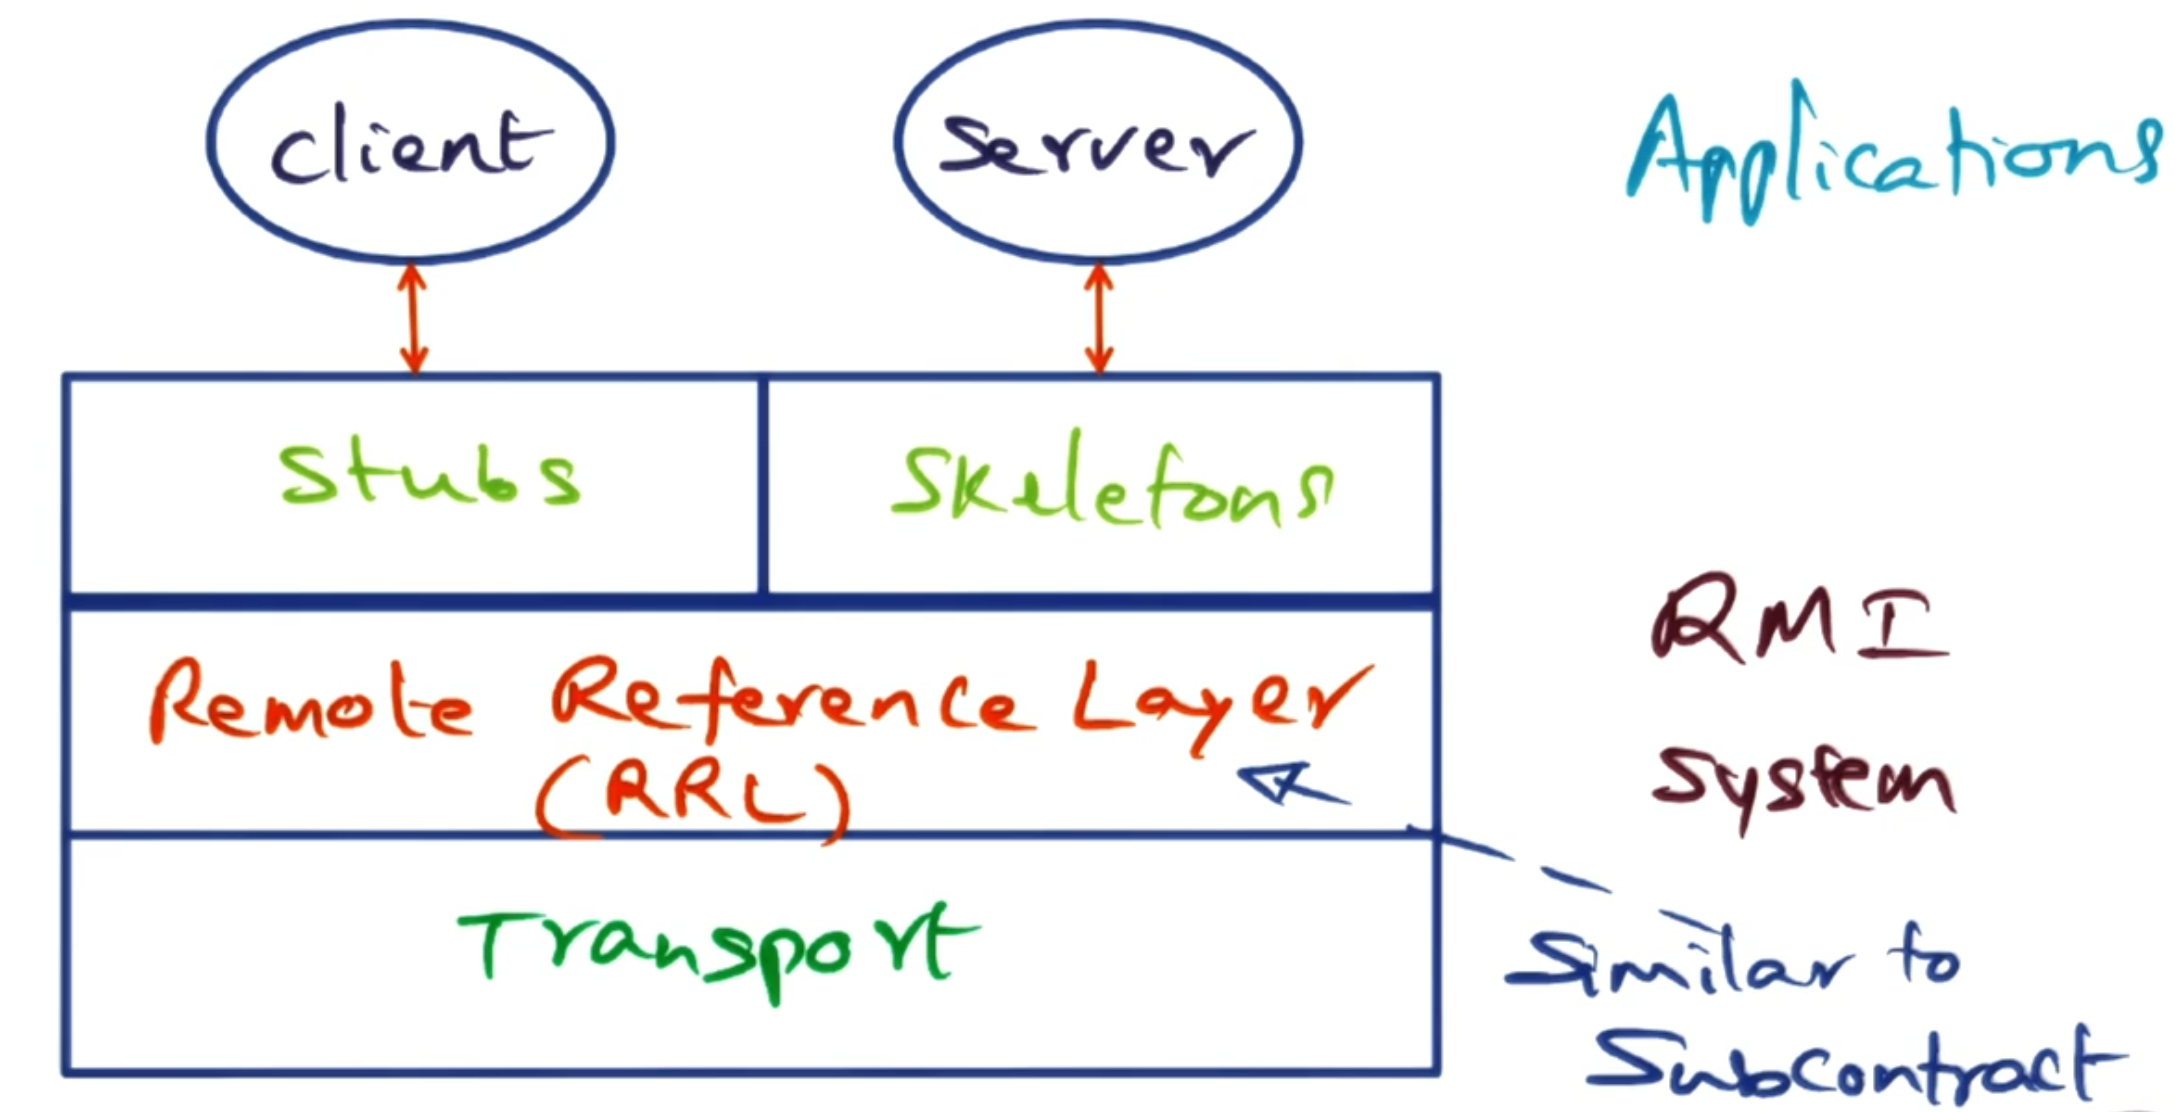 client
Server
Applications
Stubs
Skeletons
Remote Reference Layer
(RRL)
RMI
System
Transport
Similar to
Subcontract